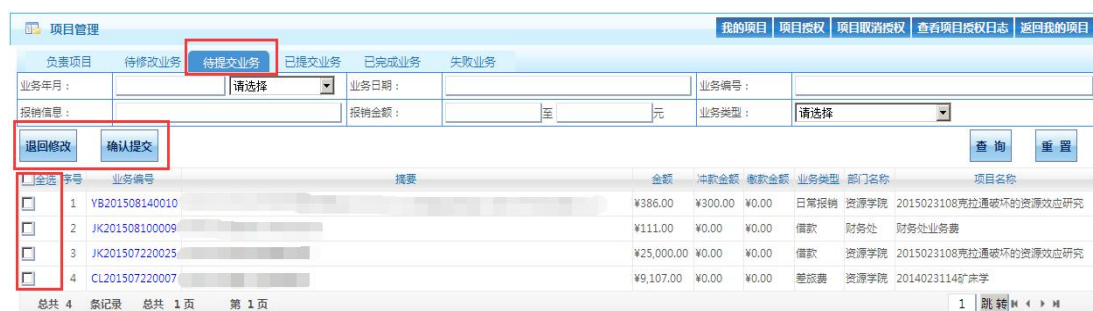 项目管理 我的项目 项目授权 项目取消授权 查看项目授权日志 返回我的项目
负责项目 待修改业务 待提交业务 已提交业务 已完成业务 失败业务
业务年月： 请选择 业务日期： 业务编号：
报销信息： 报销金额： 至 元 业务类型： 请选择
退回修改 确认提交 查 询 重 置
全选 序号 业务编号 摘要 金额 冲款金额 缴款金额 业务类型 部门名称 项目名称
1 YB201508140010 ¥386.00 ¥300.00 ¥0.00 日常报销 资源学院 2015023108克拉通破坏的资源效应研究
2 JK201508100009 ¥111.00 ¥0.00 ¥0.00 借款 财务处 财务处业务费
3 JK201507220025 ¥25,000.00 ¥0.00 ¥0.00 借款 资源学院 2015023108克拉通破坏的资源效应研究
4 CL201507220007 ¥9,107.00 ¥0.00 ¥0.00 差旅费 资源学院 2014023114矿床学
总共 4 条记录 总共 1 页 第 1 页 1 跳 转